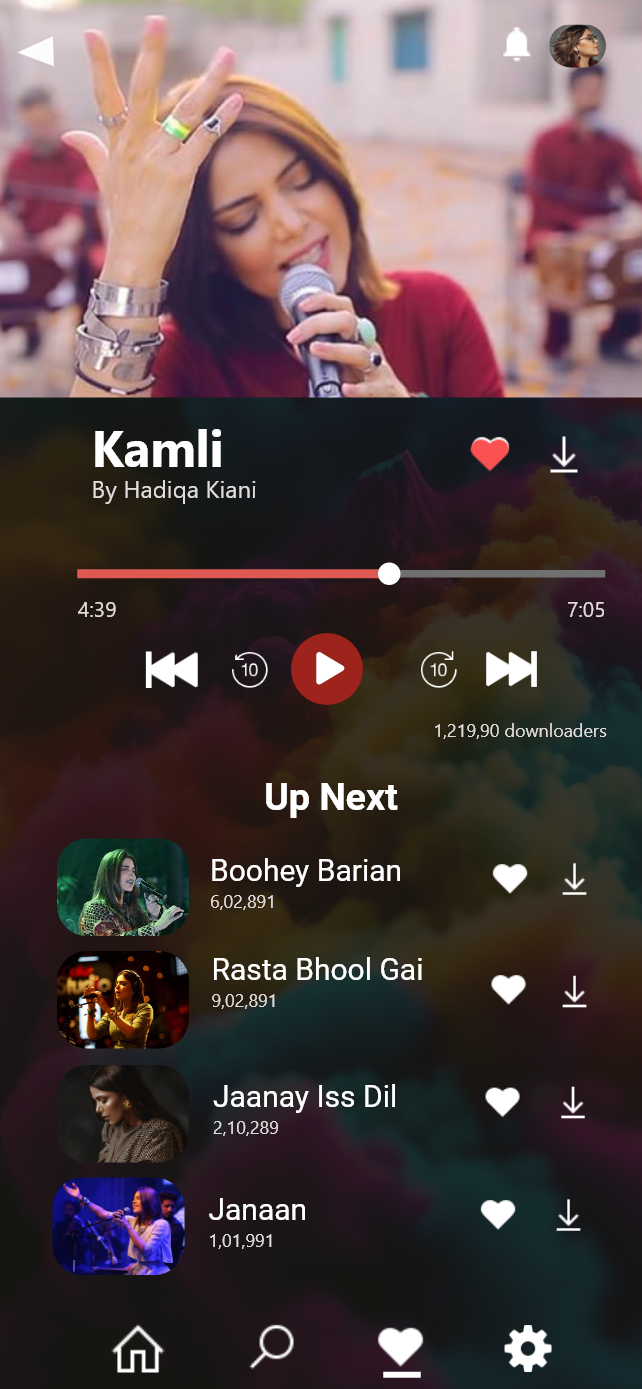 Kamli
By Hadiqa Kiani
4:39
7:05
10
10
1,219,90 downloaders
Up Next
Boohey Barian
6,02,891
Rasta Bhool Gai
9,02,891
Jaanay Iss Dil
2,10,289
Janaan
1,01,991